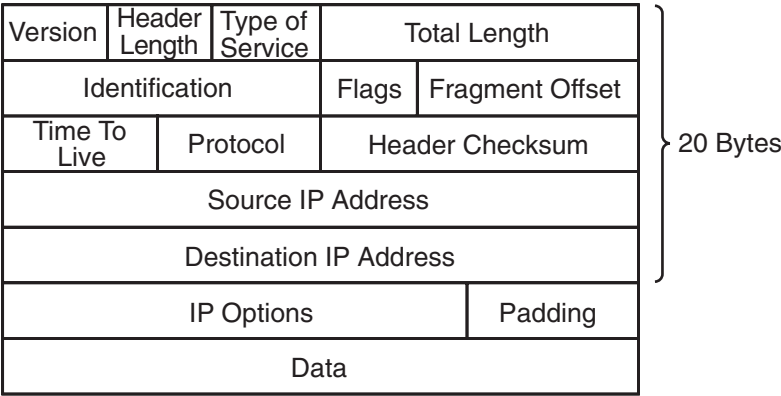 Version
Header
Length
Type of
Service
Total Length
Identification
Flags
Fragment Offset
Time To
Live
Protocol
Header Checksum
20 Bytes
Source IP Address
Destination IP Address
IP Options
Padding
Data